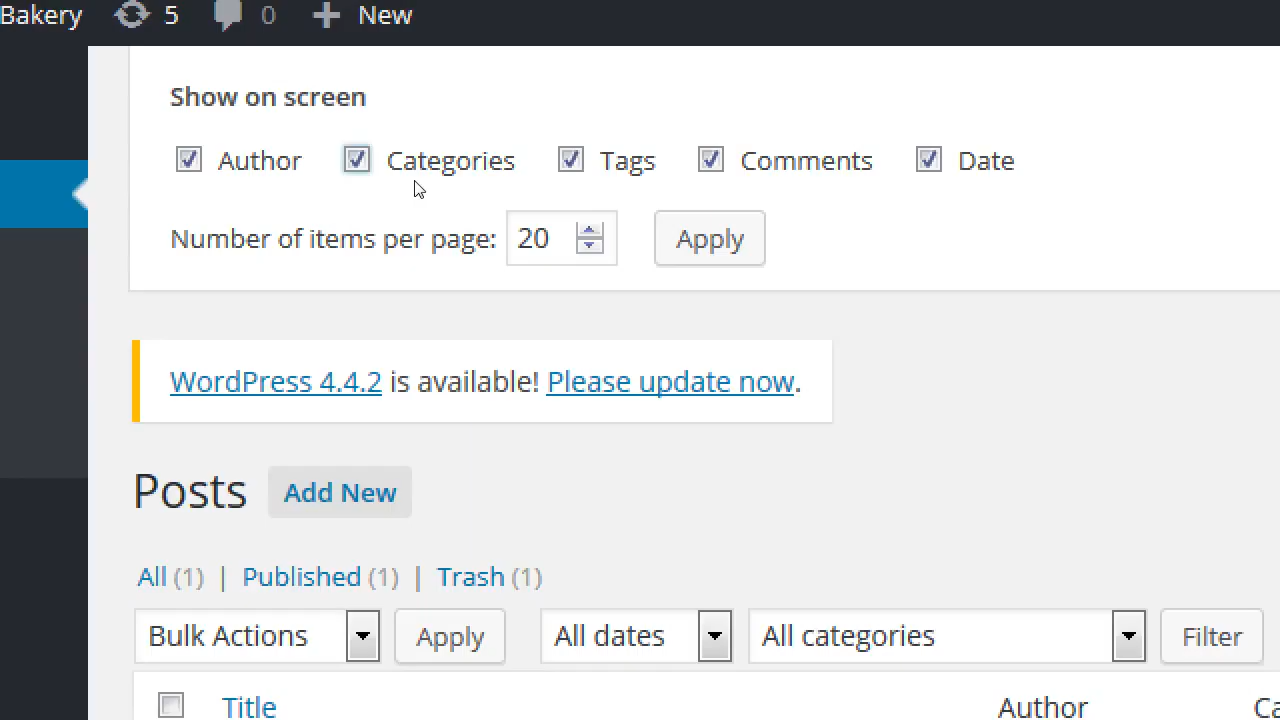 Bakery 5 0 New
Show on screen
Author Categories Tags Comments Date
Number of items per page: 20 Apply
WordPress 4.4.2 is available! Please update now.
Posts Add New
All (1) | Published (1) | Trash (1)
Bulk Actions Apply All dates All categories Filter
Title Author Ca